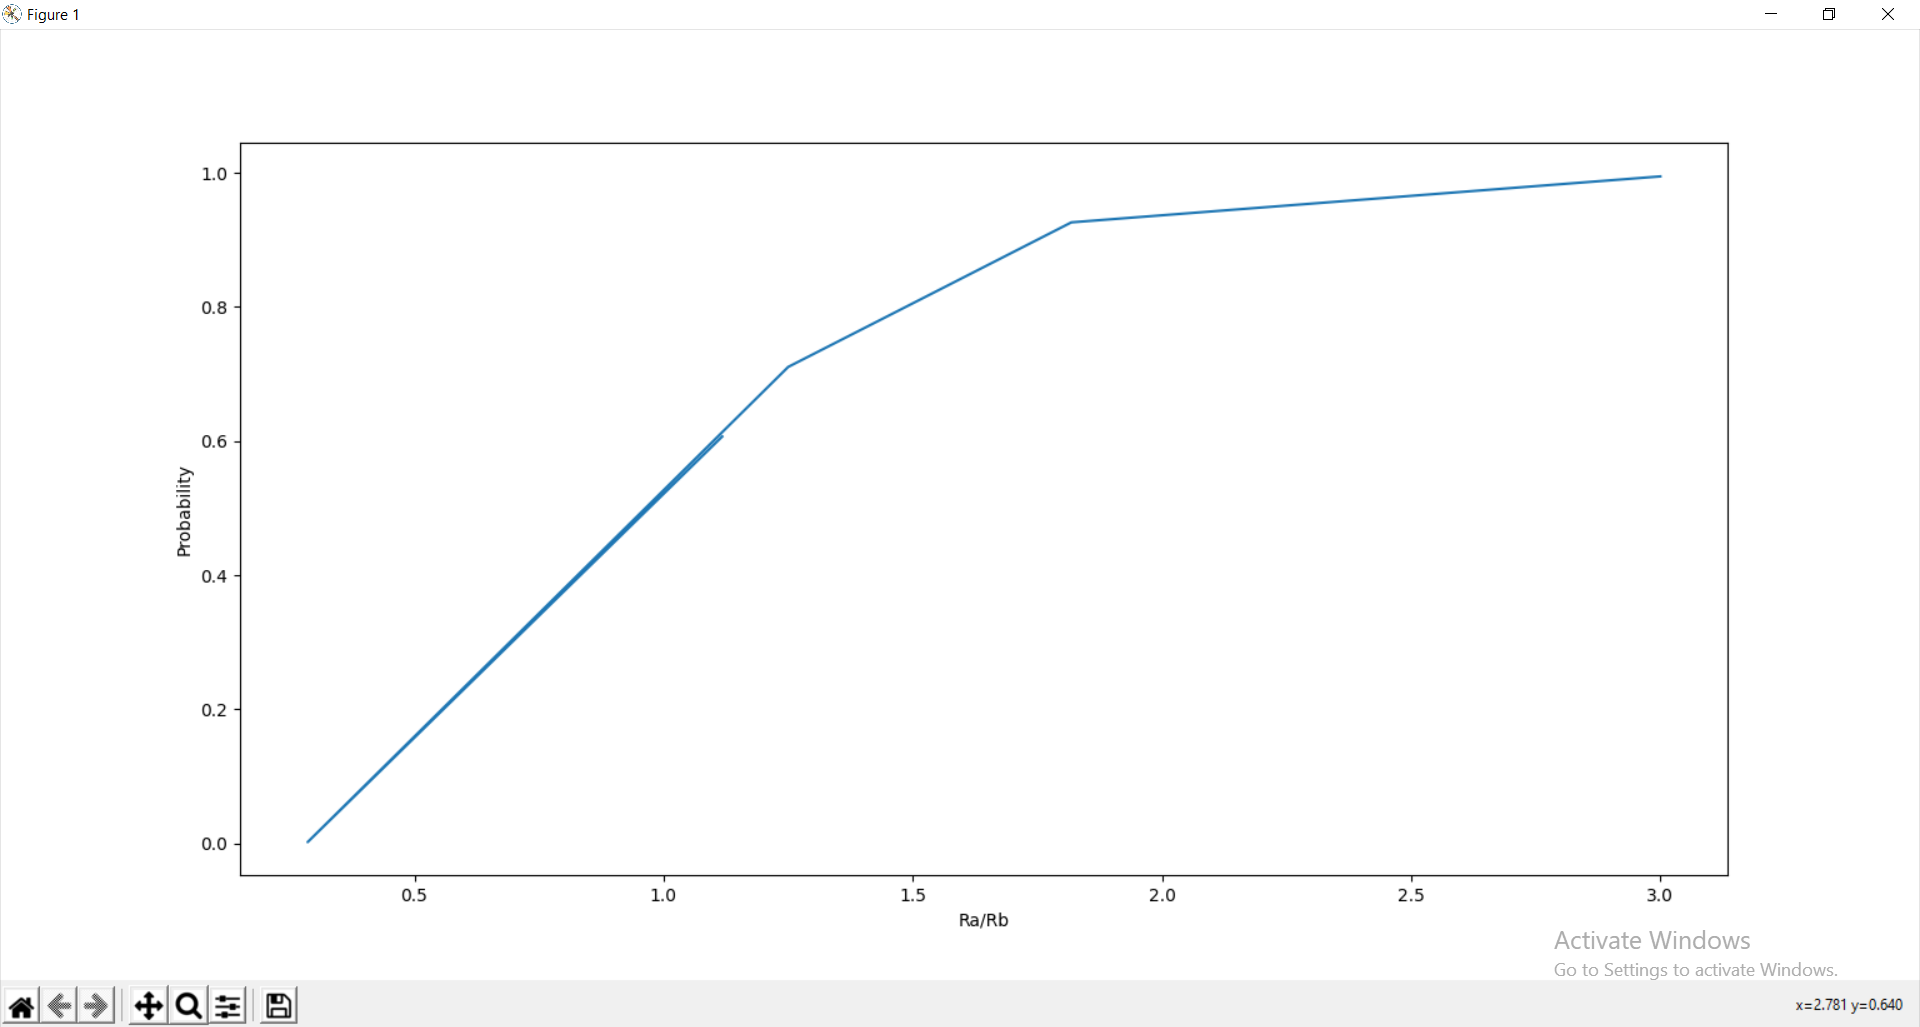 Figure 1
1.0
0.8
0.6
0.4
0.2
0.0
Probability
0.5 1.0 1.5 2.0 2.5 3.0
Ra/Rb
Activate Windows
Go to Settings to activate Windows.
x=2.781 y=0.640